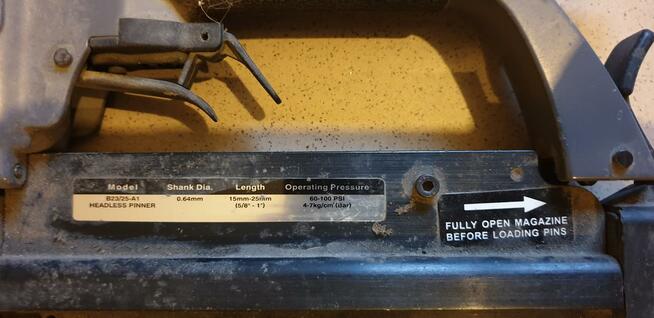 Model Shank Dia. Length Operating Pressure
B23/25-A1 0.64mm 15mm-25mm 60-100 PSI
HEADLESS PINNER (5/8" - 1") 4-7kg/cm²(bar)
FULLY OPEN MAGAZINE
BEFORE LOADING PINS